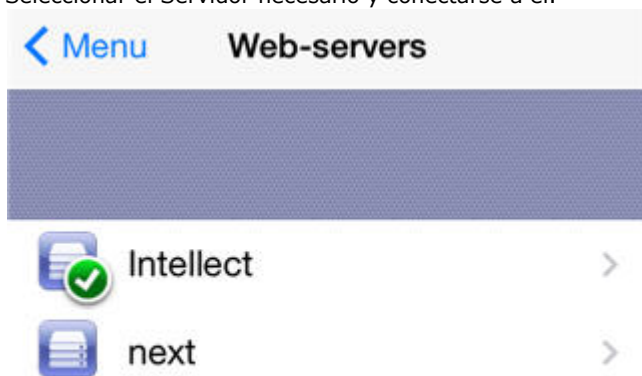 Seleccionar el Servidor necesario y conectarse a él.
Menu Web-servers
Intellect
next